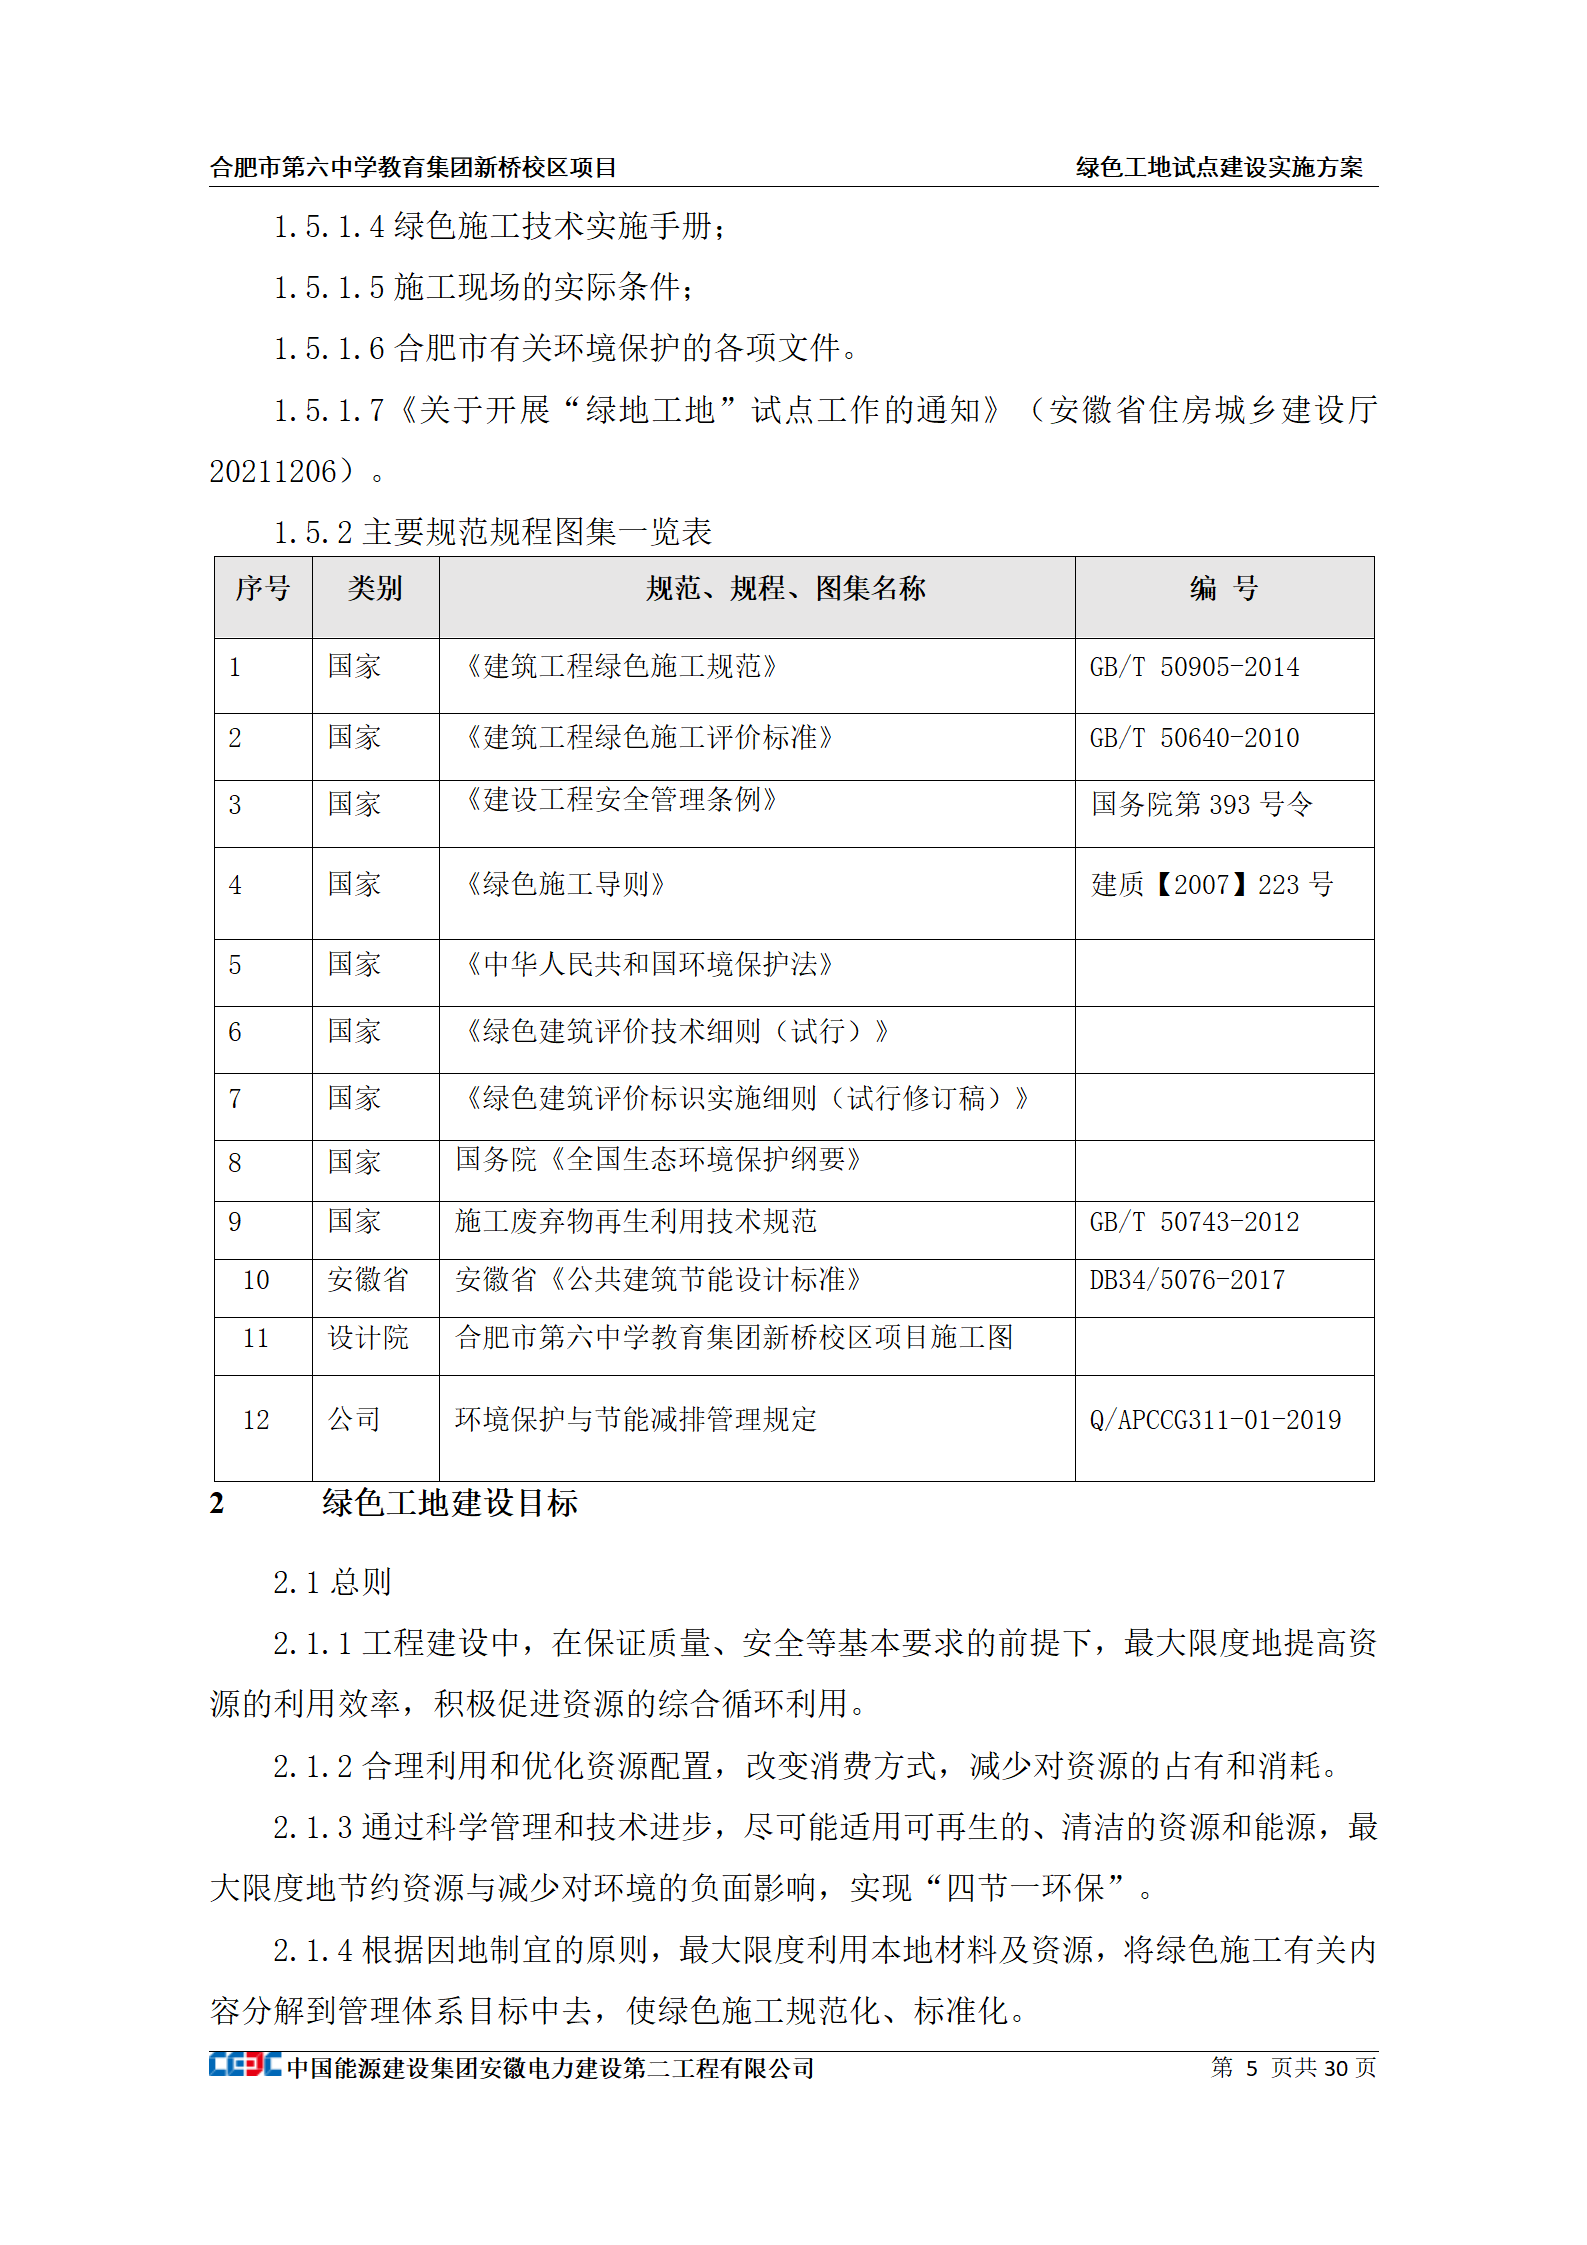 合肥市第六中学教育集团新桥校区项目 绿色工地试点建设实施方案
1.5.1.4 绿色施工技术实施手册；
1.5.1.5 施工现场的实际条件；
1.5.1.6 合肥市有关环境保护的各项文件。
1.5.1.7《关于开展“绿地工地”试点工作的通知》（安徽省住房城乡建设厅
20211206）。
1.5.2 主要规范规程图集一览表
序号 类别 规范、规程、图集名称 编 号
1 国家 《建筑工程绿色施工规范》 GB/T 50905-2014
2 国家 《建筑工程绿色施工评价标准》 GB/T 50640-2010
3 国家 《建设工程安全管理条例》 国务院第 393 号令
4 国家 《绿色施工导则》 建质【2007】223 号
5 国家 《中华人民共和国环境保护法》
6 国家 《绿色建筑评价技术细则（试行）》
7 国家 《绿色建筑评价标识实施细则（试行修订稿）》
8 国家 国务院《全国生态环境保护纲要》
9 国家 施工废弃物再生利用技术规范 GB/T 50743-2012
10 安徽省 安徽省《公共建筑节能设计标准》 DB34/5076-2017
11 设计院 合肥市第六中学教育集团新桥校区项目施工图
12 公司 环境保护与节能减排管理规定 Q/APCCG311-01-2019
2 绿色工地建设目标
2.1 总则
2.1.1 工程建设中，在保证质量、安全等基本要求的前提下，最大限度地提高资
源的利用效率，积极促进资源的综合循环利用。
2.1.2 合理利用和优化资源配置，改变消费方式，减少对资源的占有和消耗。
2.1.3 通过科学管理和技术进步，尽可能适用可再生的、清洁的资源和能源，最
大限度地节约资源与减少对环境的负面影响，实现“四节一环保”。
2.1.4 根据因地制宜的原则，最大限度利用本地材料及资源，将绿色施工有关内
容分解到管理体系目标中去，使绿色施工规范化、标准化。
CEEC 中国能源建设集团安徽电力建设第二工程有限公司 第 5 页共 30 页